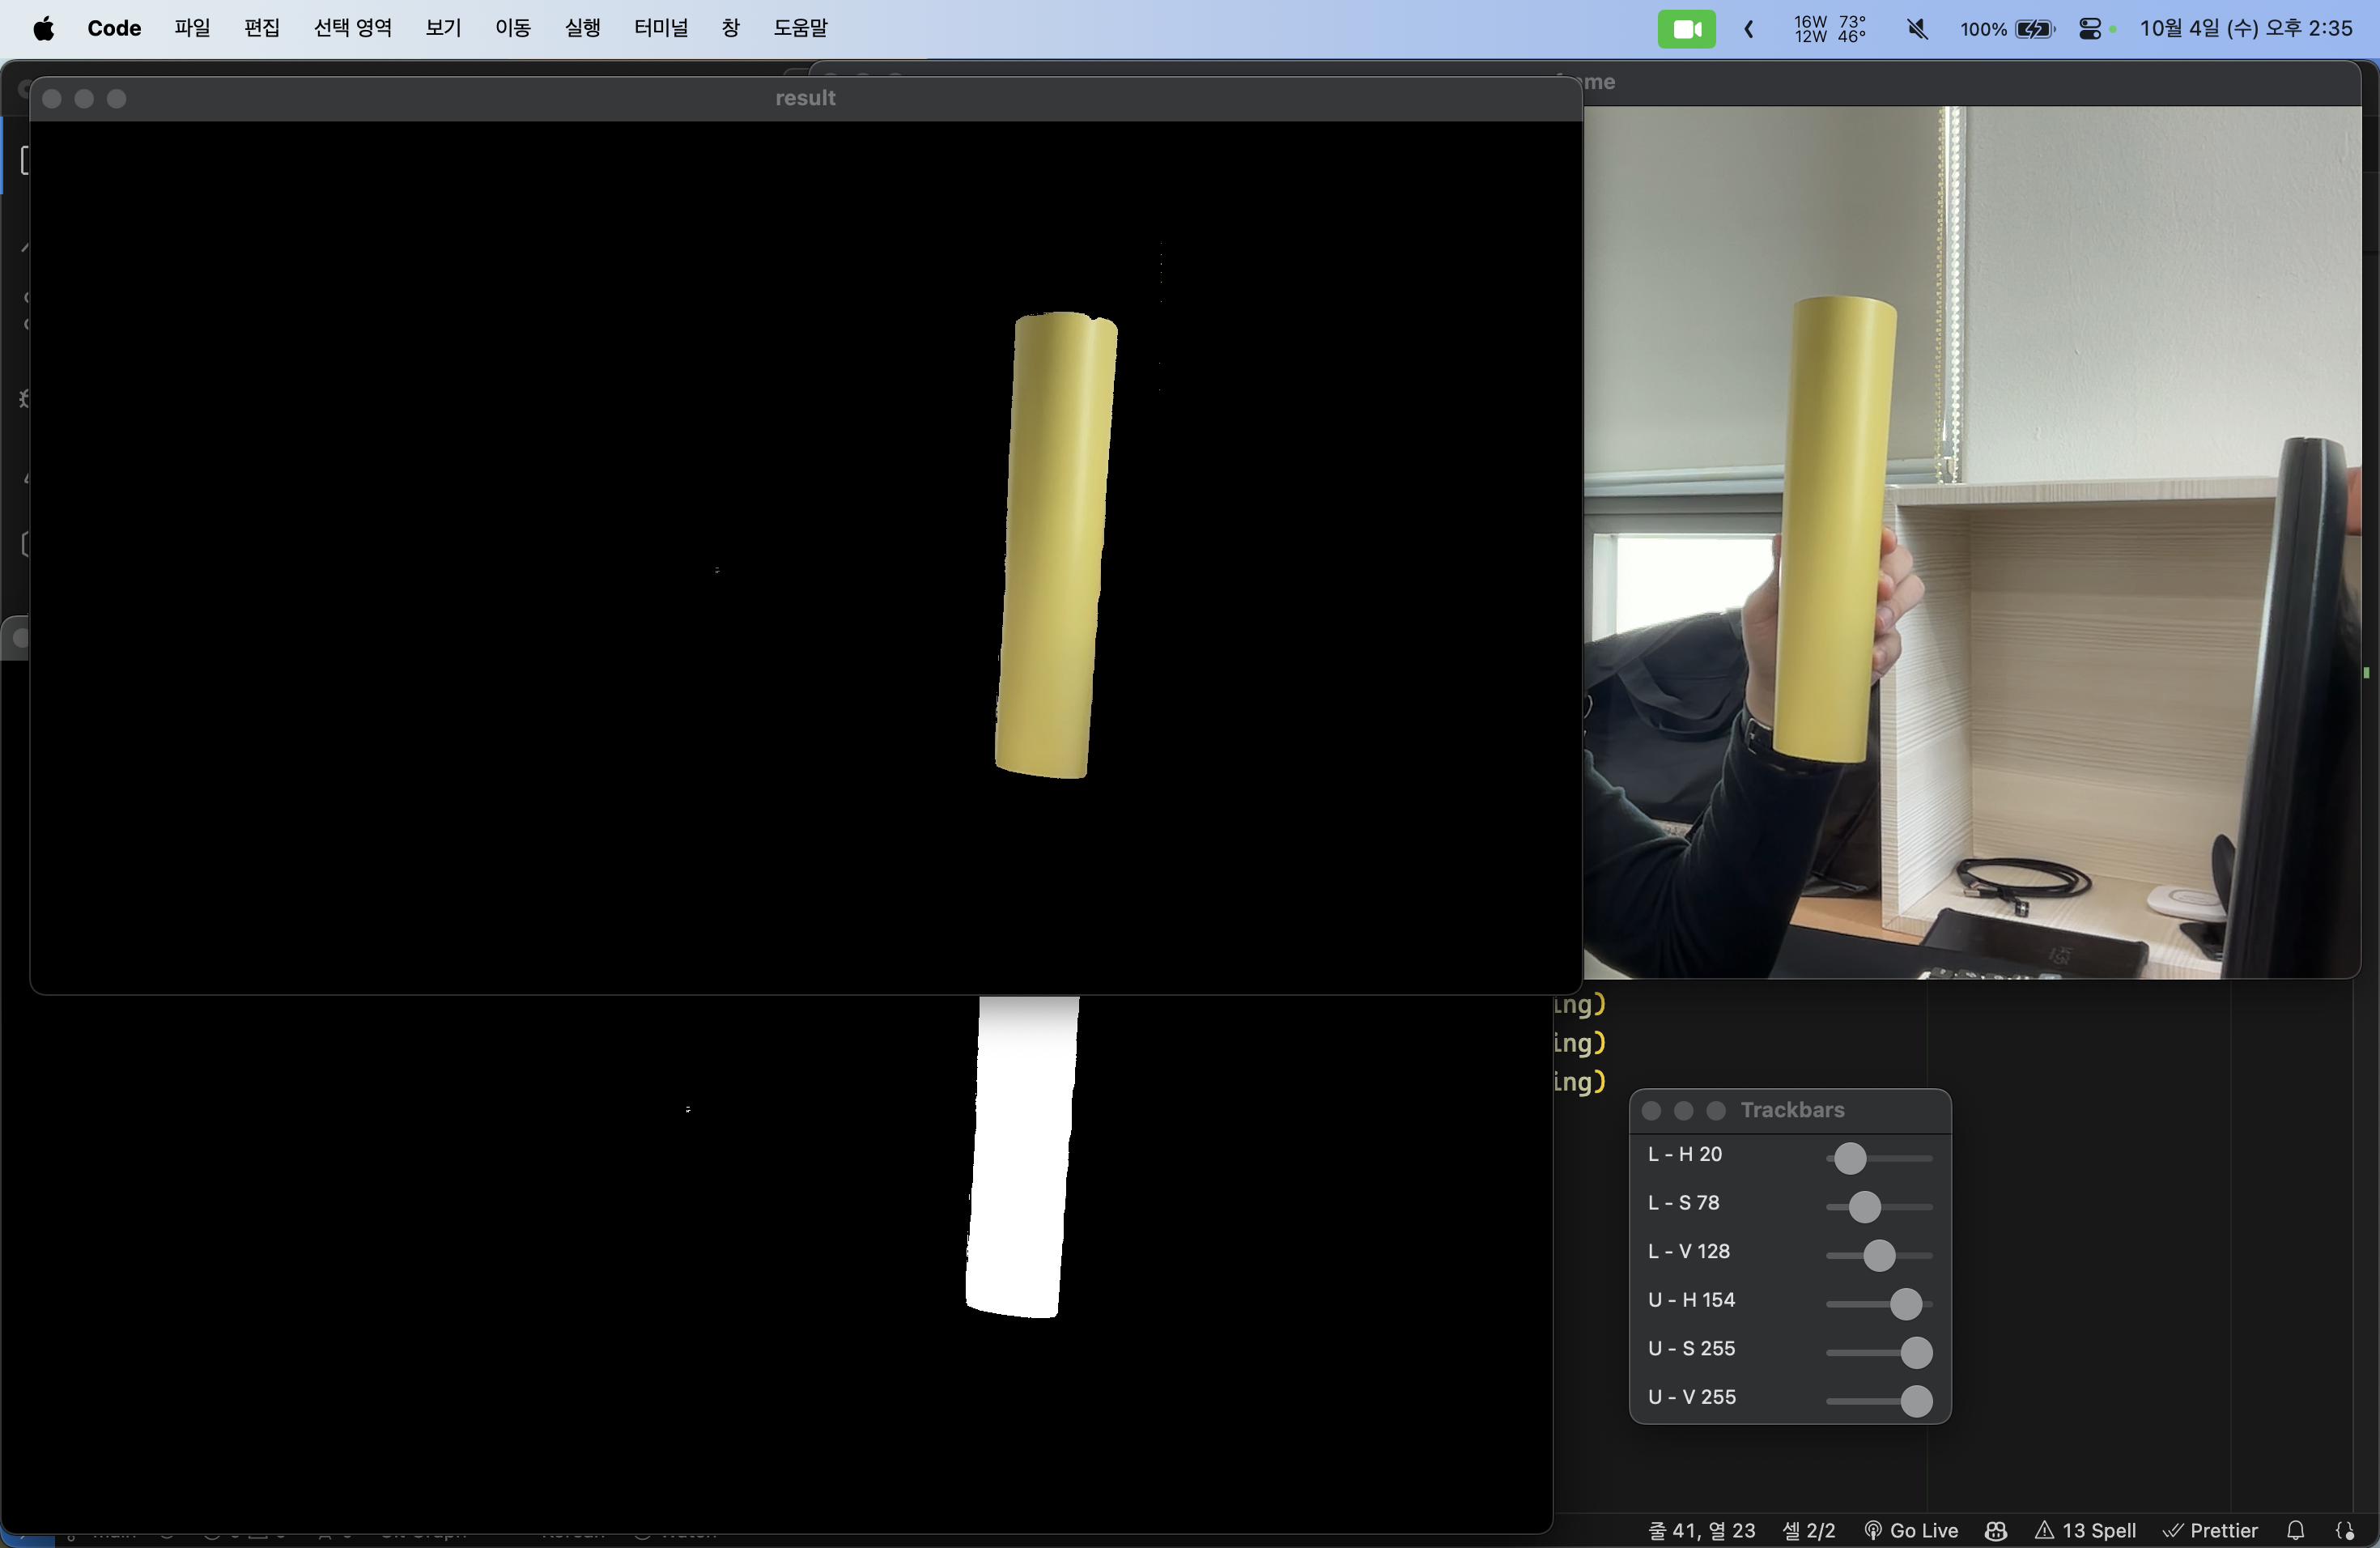 Code 파일 편집 선택 영역 보기 이동 실행 터미널 창 도움말
16W 73°
12W 46°
100%
10월 4일 (수) 오후 2:35
result
ing)
ing)
ing)
Trackbars
L - H 20
L - S 78
L - V 128
U - H 154
U - S 255
U - V 255
줄 41, 열 23 셀 2/2 Go Live 13 Spell Prettier